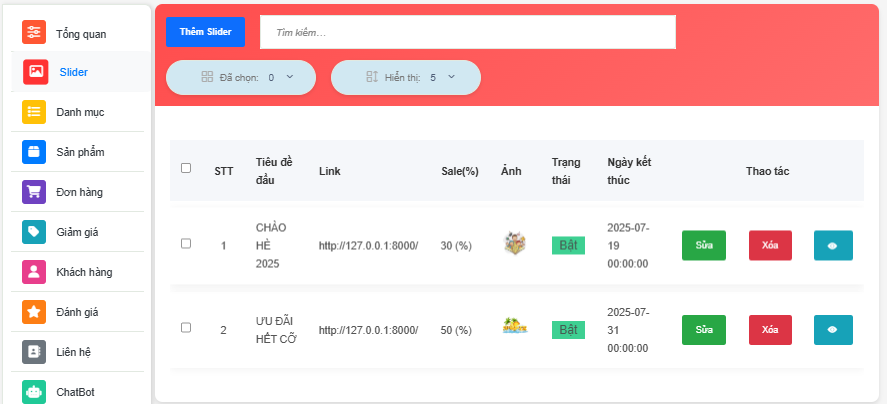 Tổng quan
Slider
Danh mục
Sản phẩm
Đơn hàng
Giảm giá
Khách hàng
Đánh giá
Liên hệ
ChatBot
Thêm Slider
Tìm kiếm...
Đã chọn: 0
Hiển thị: 5
STT
Tiêu đề
đầu
Link
Sale(%)
Ảnh
Trạng
thái
Ngày kết
thúc
Thao tác
1
CHÀO
HÈ
2025
http://127.0.0.1:8000/
30 (%)
Bật
2025-07-
19
00:00:00
Sửa
Xóa
2
ƯU ĐÃI
HẾT CỠ
http://127.0.0.1:8000/
50 (%)
Bật
2025-07-
31
00:00:00
Sửa
Xóa